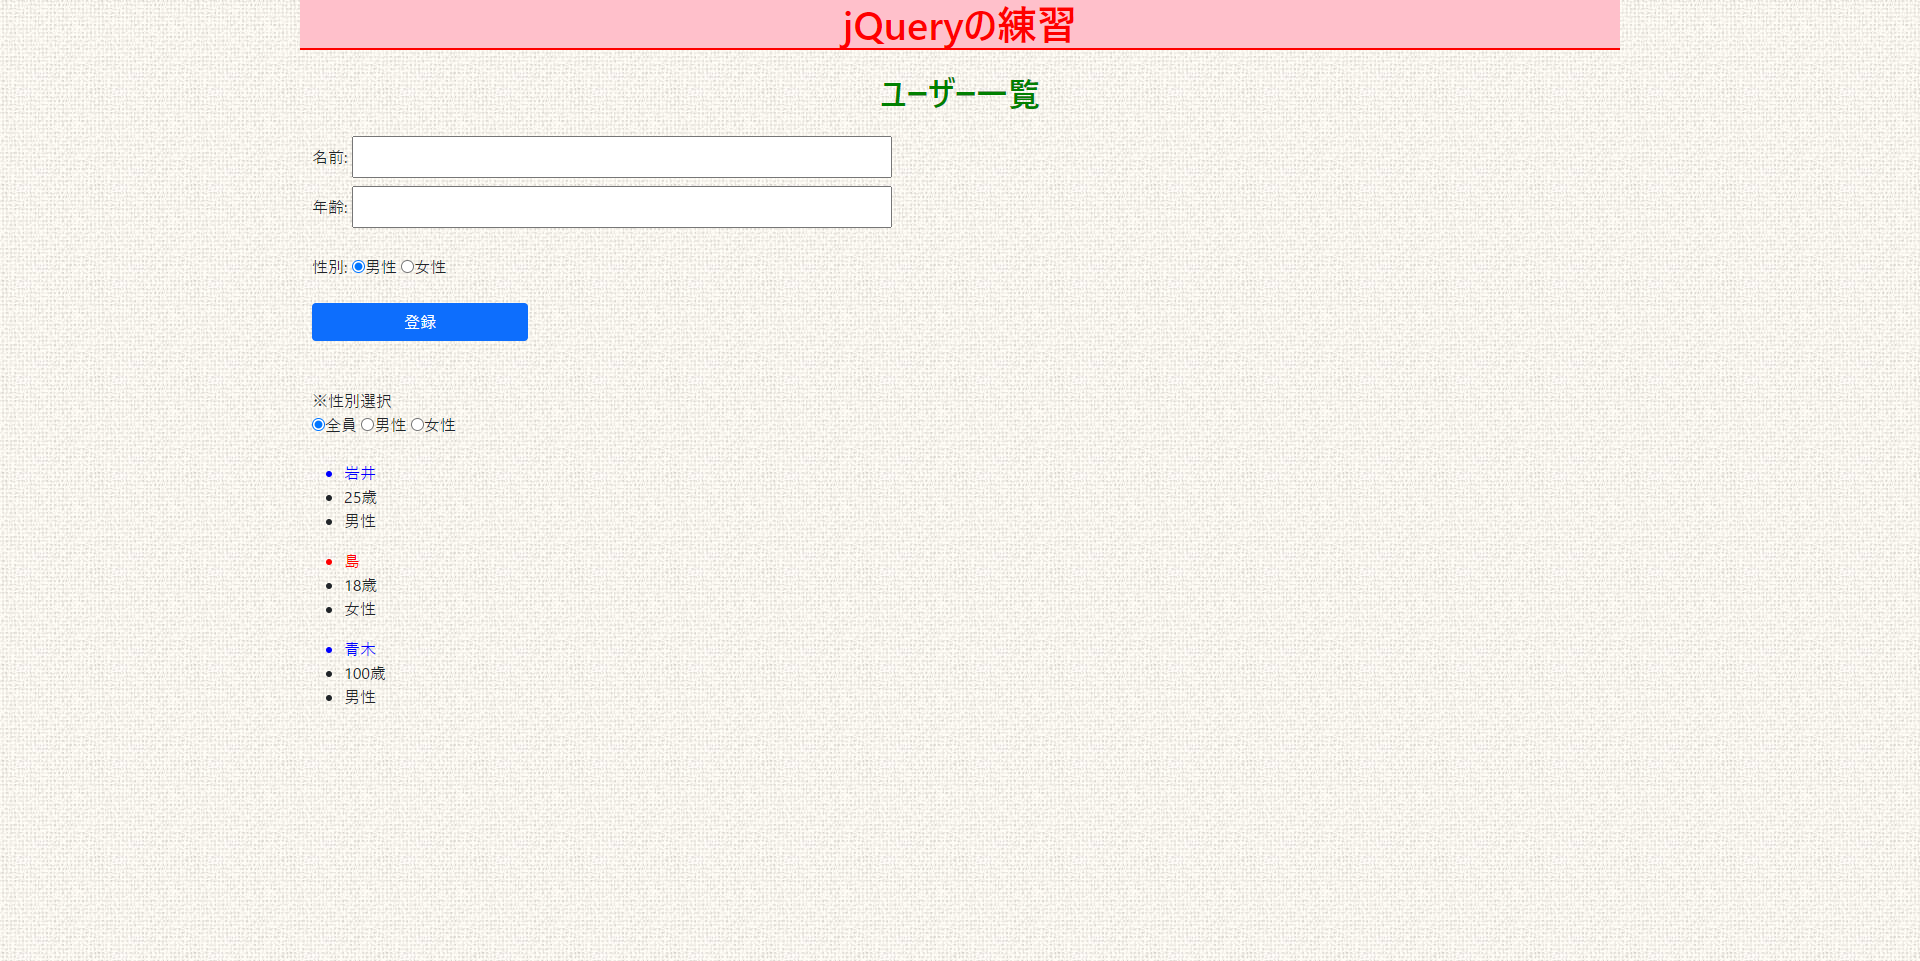 jQueryの練習
ユーザー一覧
名前:
年齢:
性別: 男性 女性
登録
※性別選択
全員 男性 女性
岩井
25歳
男性
島
18歳
女性
青木
100歳
男性